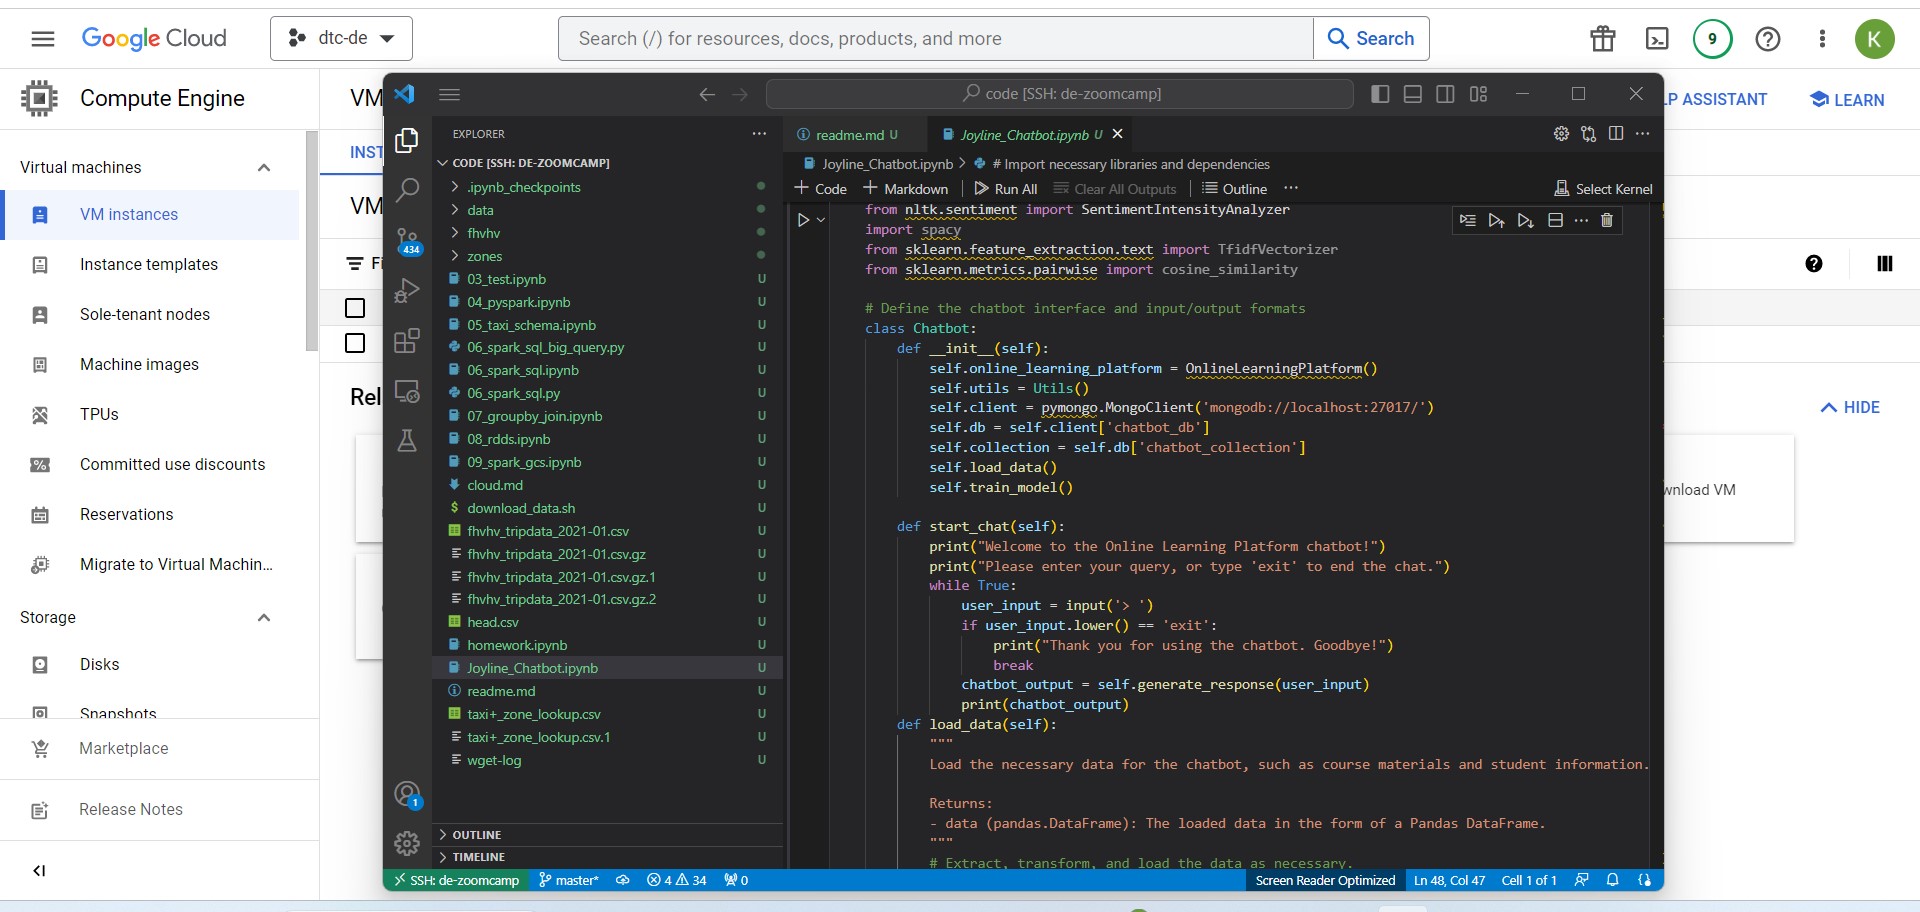 Google Cloud
dtc-de
Search (/) for resources, docs, products, and more
Search
9
K
Compute Engine
VM
LP ASSISTANT
LEARN
Virtual machines
VM instances
Instance templates
Sole-tenant nodes
Machine images
TPUs
Committed use discounts
Reservations
Migrate to Virtual Machin...
Storage
Disks
Snapshots
Marketplace
Release Notes
INST
VM
Fi
Rel
HIDE
wnload VM
code [SSH: de-zoomcamp]
EXPLORER
CODE [SSH: DE-ZOOMCAMP]
.ipynb_checkpoints
data
fhvhv
zones
03_test.ipynb U
04_pyspark.ipynb U
05_taxi_schema.ipynb U
06_spark_sql_big_query.py U
06_spark_sql.ipynb U
06_spark_sql.py U
07_groupby_join.ipynb U
08_rdds.ipynb U
09_spark_gcs.ipynb U
cloud.md U
download_data.sh U
fhvhv_tripdata_2021-01.csv U
fhvhv_tripdata_2021-01.csv.gz U
fhvhv_tripdata_2021-01.csv.gz.1 U
fhvhv_tripdata_2021-01.csv.gz.2 U
head.csv U
homework.ipynb U
Joyline_Chatbot.ipynb U
readme.md U
taxi+_zone_lookup.csv U
taxi+_zone_lookup.csv.1 U
wget-log U
OUTLINE
TIMELINE
434
1
readme.md U
Joyline_Chatbot.ipynb U
Joyline_Chatbot.ipynb > # Import necessary libraries and dependencies
+ Code + Markdown Run All Clear All Outputs Outline ... Select Kernel
from nltk.sentiment import SentimentIntensityAnalyzer
import spacy
from sklearn.feature_extraction.text import TfidfVectorizer
from sklearn.metrics.pairwise import cosine_similarity
# Define the chatbot interface and input/output formats
class Chatbot:
def __init__(self):
self.online_learning_platform = OnlineLearningPlatform()
self.utils = Utils()
self.client = pymongo.MongoClient('mongodb://localhost:27017/')
self.db = self.client['chatbot_db']
self.collection = self.db['chatbot_collection']
self.load_data()
self.train_model()
def start_chat(self):
print("Welcome to the Online Learning Platform chatbot!")
print("Please enter your query, or type 'exit' to end the chat.")
while True:
user_input = input('> ')
if user_input.lower() == 'exit':
print("Thank you for using the chatbot. Goodbye!")
break
chatbot_output = self.generate_response(user_input)
print(chatbot_output)
def load_data(self):
"""
Load the necessary data for the chatbot, such as course materials and student information.
Returns:
- data (pandas.DataFrame): The loaded data in the form of a Pandas DataFrame.
"""
# Extract, transform, and load the data as necessary.
SSH: de-zoomcamp master* 4 34 0 Screen Reader Optimized Ln 48, Col 47 Cell 1 of 1